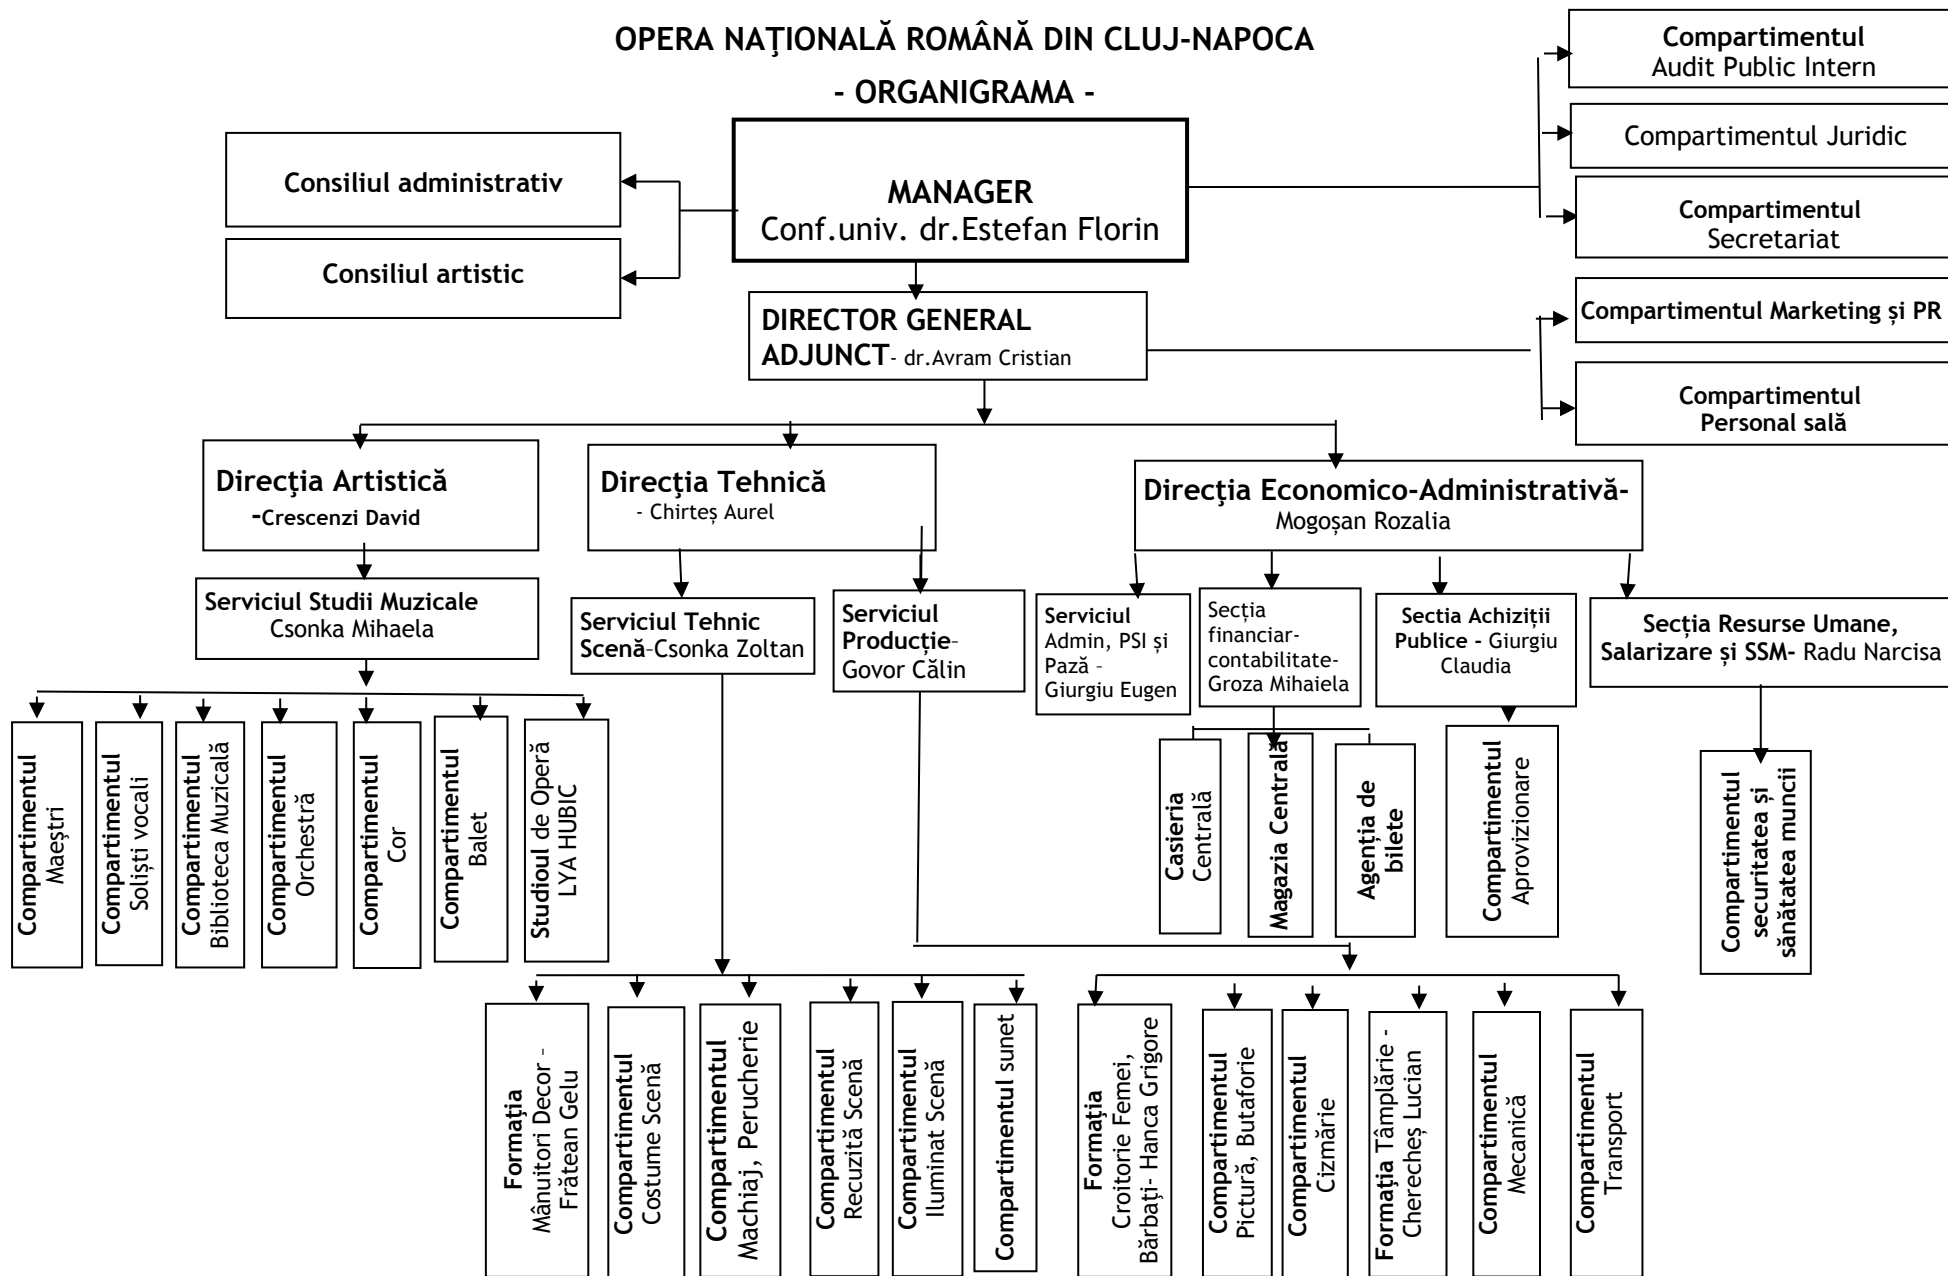 OPERA NAŢIONALĂ ROMÂNĂ DIN CLUJ-NAPOCA
- ORGANIGRAMA -
Compartimentul
Audit Public Intern
Compartimentul Juridic
Compartimentul
Secretariat
Consiliul administrativ
Consiliul artistic
MANAGER
Conf.univ. dr.Estefan Florin
DIRECTOR GENERAL
ADJUNCT- dr.Avram Cristian
Compartimentul Marketing și PR
Compartimentul
Personal sală
Direcţia Artistică
-Crescenzi David
Direcţia Tehnică
- Chirteș Aurel
Direcţia Economico-Administrativă-
Mogoșan Rozalia
Serviciul Studii Muzicale
Csonka Mihaela
Serviciul Tehnic
Scenă-Csonka Zoltan
Serviciul
Producţie-
Govor Călin
Serviciul
Admin, PSI și
Pază -
Giurgiu Eugen
Secţia
financiar-
contabilitate-
Groza Mihaiela
Sectia Achiziţii
Publice - Giurgiu
Claudia
Secţia Resurse Umane,
Salarizare și SSM- Radu Narcisa
Compartimentul
Maeştri
Compartimentul
Soliști vocali
Compartimentul
Biblioteca Muzicală
Compartimentul
Orchestră
Compartimentul
Cor
Compartimentul
Balet
Studioul de Operă
LYA HUBIC
Casieria
Centrală
Magazia Centrală
Agenţia de
bilete
Compartimentul
Aprovizionare
Compartimentul
securitatea și
sănătatea muncii
Formaţia
Mânuitori Decor -
Frătean Gelu
Compartimentul
Costume Scenă
Compartimentul
Machiaj, Perucherie
Compartimentul
Recuzită Scenă
Compartimentul
Iluminat Scenă
Compartimentul sunet
Formaţia
Croitorie Femei,
Bărbaţi- Hanca Grigore
Compartimentul
Pictură, Butaforie
Compartimentul
Cizmărie
Formaţia Tâmplărie -
Cherecheș Lucian
Compartimentul
Mecanică
Compartimentul
Transport